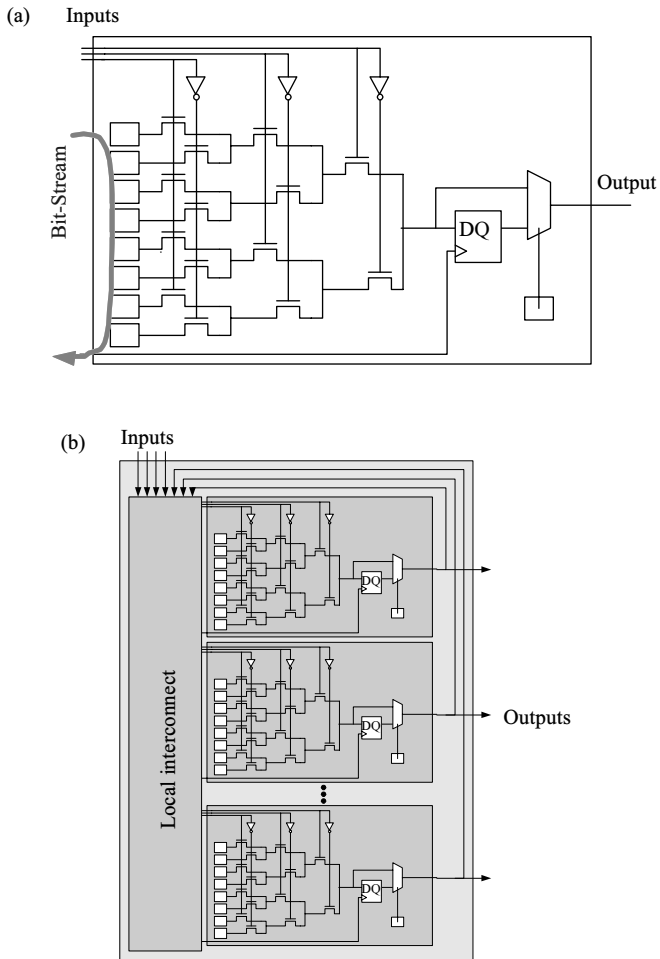 (a) Inputs
Bit-Stream
DQ
Output
(b)
Inputs
Local interconnect
DQ
DQ
Outputs
DQ